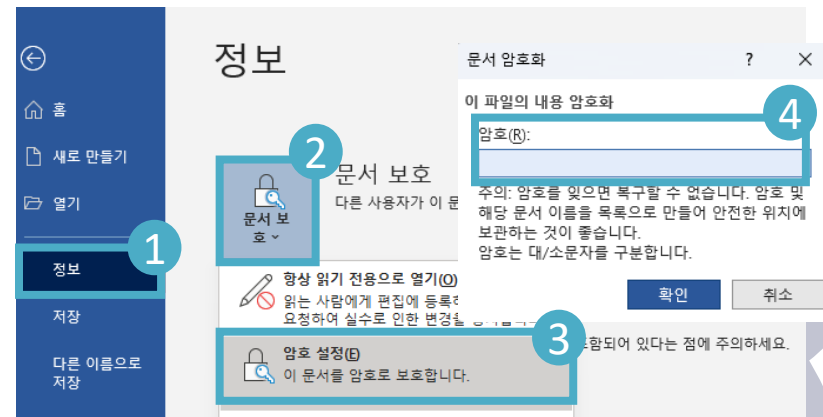 홈
새로 만들기
열기
1
정보
저장
다른 이름으로
저장
정보
2
문서 보
호
문서 보호
다른 사용자가 이 문
항상 읽기 전용으로 열기(O)
읽는 사람에게 편집에 등록하
요청하여 실수로 인한 변경을
3
암호 설정(E)
이 문서를 암호로 보호합니다.
함되어 있다는 점에 주의하세요.
문서 암호화 ? ×
이 파일의 내용 암호화
4
암호(R):
주의: 암호를 잊으면 복구할 수 없습니다. 암호 및
해당 문서 이름을 목록으로 만들어 안전한 위치에
보관하는 것이 좋습니다.
암호는 대/소문자를 구분합니다.
확인 취소